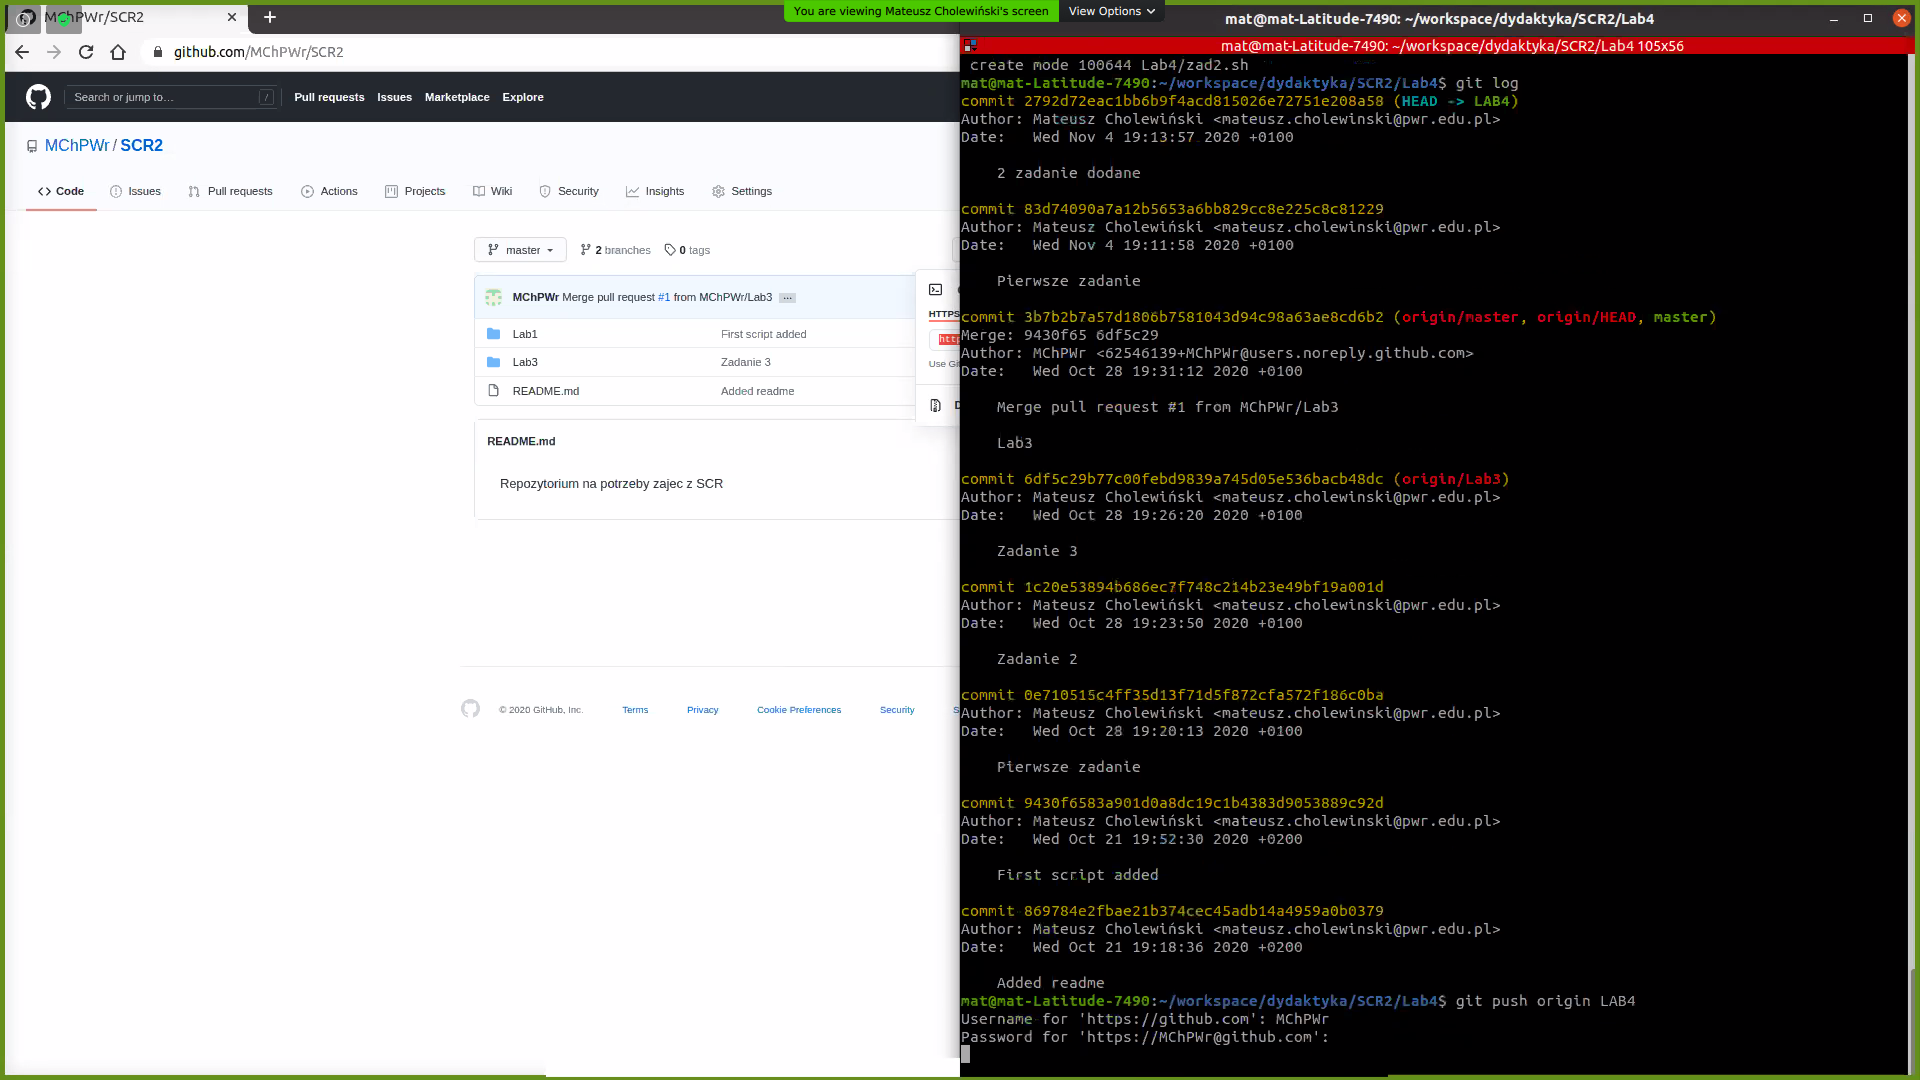 MChPWr/SCR2
You are viewing Mateusz Cholewiński's screen
View Options
github.com/MChPWr/SCR2
Search or jump to…
/
Pull requests
Issues
Marketplace
Explore
MChPWr / SCR2
Code
Issues
Pull requests
Actions
Projects
Wiki
Security
Insights
Settings
master
2 branches
0 tags
MChPWr Merge pull request #1 from MChPWr/Lab3 ...
HTTPS
Lab1
First script added
Lab3
Zadanie 3
Use Gi
README.md
Added readme
README.md
Repozytorium na potrzeby zajec z SCR
© 2020 GitHub, Inc.
Terms
Privacy
Cookie Preferences
Security
mat@mat-Latitude-7490: ~/workspace/dydaktyka/SCR2/Lab4
mat@mat-Latitude-7490: ~/workspace/dydaktyka/SCR2/Lab4 105x56
create mode 100644 Lab4/zad2.sh
mat@mat-Latitude-7490:~/workspace/dydaktyka/SCR2/Lab4$ git log
commit 2792d72eac1bb6b9f4acd815026e72751e208a58 (HEAD -> LAB4)
Author: Mateusz Cholewiński <mateusz.cholewinski@pwr.edu.pl>
Date:   Wed Nov 4 19:13:57 2020 +0100
2 zadanie dodane
commit 83d74090a7a12b5653a6bb829cc8e225c8c81229
Author: Mateusz Cholewiński <mateusz.cholewinski@pwr.edu.pl>
Date:   Wed Nov 4 19:11:58 2020 +0100
Pierwsze zadanie
commit 3b7b2b7a57d1806b7581043d94c98a63ae8cd6b2 (origin/master, origin/HEAD, master)
Merge: 9430f65 6df5c29
Author: MChPWr <62546139+MChPWr@users.noreply.github.com>
Date:   Wed Oct 28 19:31:12 2020 +0100
Merge pull request #1 from MChPWr/Lab3
Lab3
commit 6df5c29b77c00febd9839a745d05e536bacb48dc (origin/Lab3)
Author: Mateusz Cholewiński <mateusz.cholewinski@pwr.edu.pl>
Date:   Wed Oct 28 19:26:20 2020 +0100
Zadanie 3
commit 1c20e53894b686ec7f748c214b23e49bf19a001d
Author: Mateusz Cholewiński <mateusz.cholewinski@pwr.edu.pl>
Date:   Wed Oct 28 19:23:50 2020 +0100
Zadanie 2
commit 0e710515c4ff35d13f71d5f872cfa572f186c0ba
Author: Mateusz Cholewiński <mateusz.cholewinski@pwr.edu.pl>
Date:   Wed Oct 28 19:20:13 2020 +0100
Pierwsze zadanie
commit 9430f6583a901d0a8dc19c1b4383d9053889c92d
Author: Mateusz Cholewiński <mateusz.cholewinski@pwr.edu.pl>
Date:   Wed Oct 21 19:52:30 2020 +0200
First script added
commit 869784e2fbae21b374cec45adb14a4959a0b0379
Author: Mateusz Cholewiński <mateusz.cholewinski@pwr.edu.pl>
Date:   Wed Oct 21 19:18:36 2020 +0200
Added readme
mat@mat-Latitude-7490:~/workspace/dydaktyka/SCR2/Lab4$ git push origin LAB4
Username for 'https://github.com': MChPWr
Password for 'https://MChPWr@github.com':